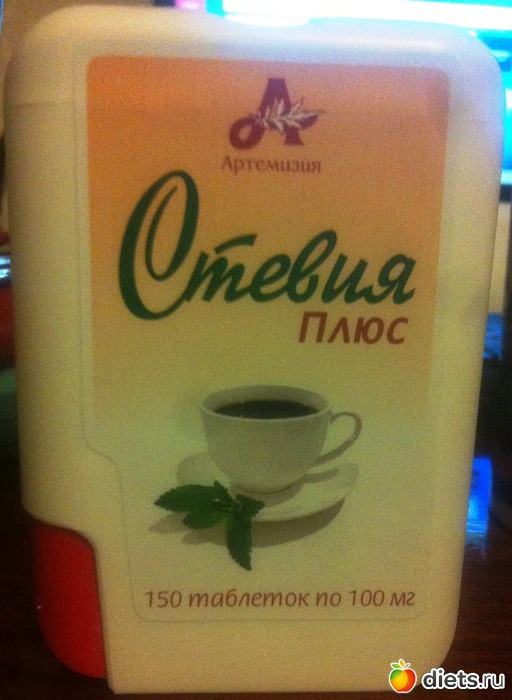 Артемизия
Стевия
Плюс
150 таблеток по 100 мг
diets.ru